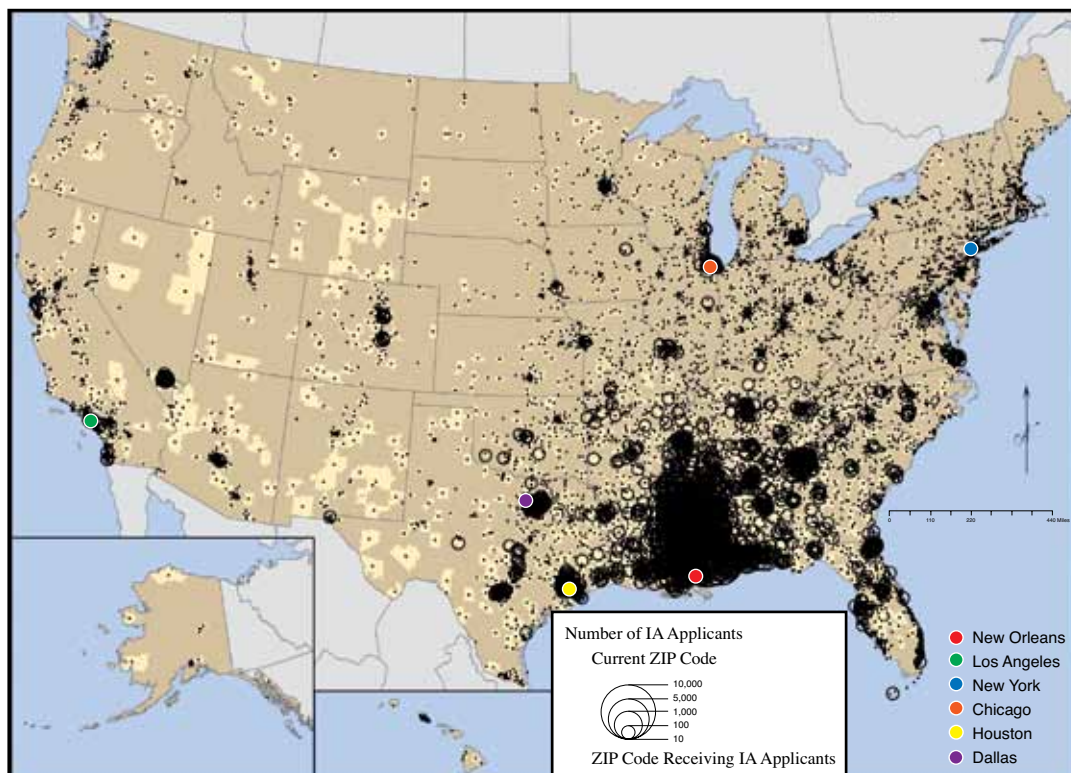 0 110 220 440 Miles
Number of IA Applicants
Current ZIP Code
10,000
5,000
1,000
100
10
ZIP Code Receiving IA Applicants
New Orleans
Los Angeles
New York
Chicago
Houston
Dallas